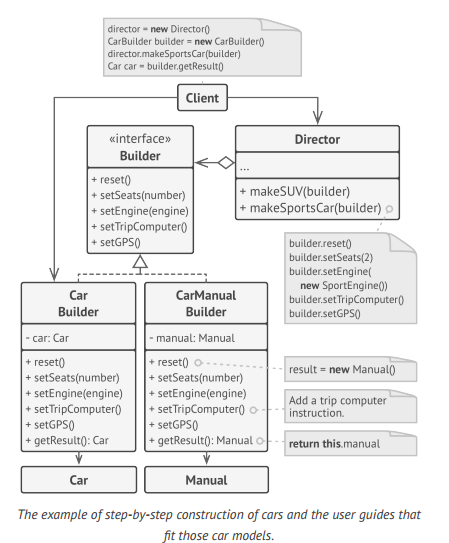 director = new Director()
CarBuilder builder = new CarBuilder()
director.makeSportsCar(builder)
Car car = builder.getResult()
Client
«interface»
Builder
+ reset()
+ setSeats(number)
+ setEngine(engine)
+ setTripComputer()
+ setGPS()
Director
...
+ makeSUV(builder)
+ makeSportsCar(builder)
builder.reset()
builder.setSeats(2)
builder.setEngine(
new SportEngine())
builder.setTripComputer()
builder.setGPS()
Car
Builder
- car: Car
+ reset()
+ setSeats(number)
+ setEngine(engine)
+ setTripComputer()
+ setGPS()
+ getResult(): Car
CarManual
Builder
- manual: Manual
+ reset()
+ setSeats(number)
+ setEngine(engine)
+ setTripComputer()
+ setGPS()
+ getResult(): Manual
result = new Manual()
Add a trip computer
instruction.
return this.manual
Car
Manual
The example of step-by-step construction of cars and the user guides that
fit those car models.